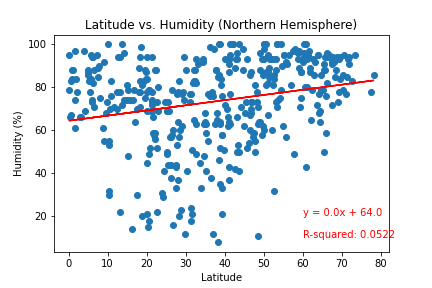 Latitude vs. Humidity (Northern Hemisphere)
100
80
60
40
20
Humidity (%)
y = 0.0x + 64.0
R-squared: 0.0522
0 10 20 30 40 50 60 70 80
Latitude